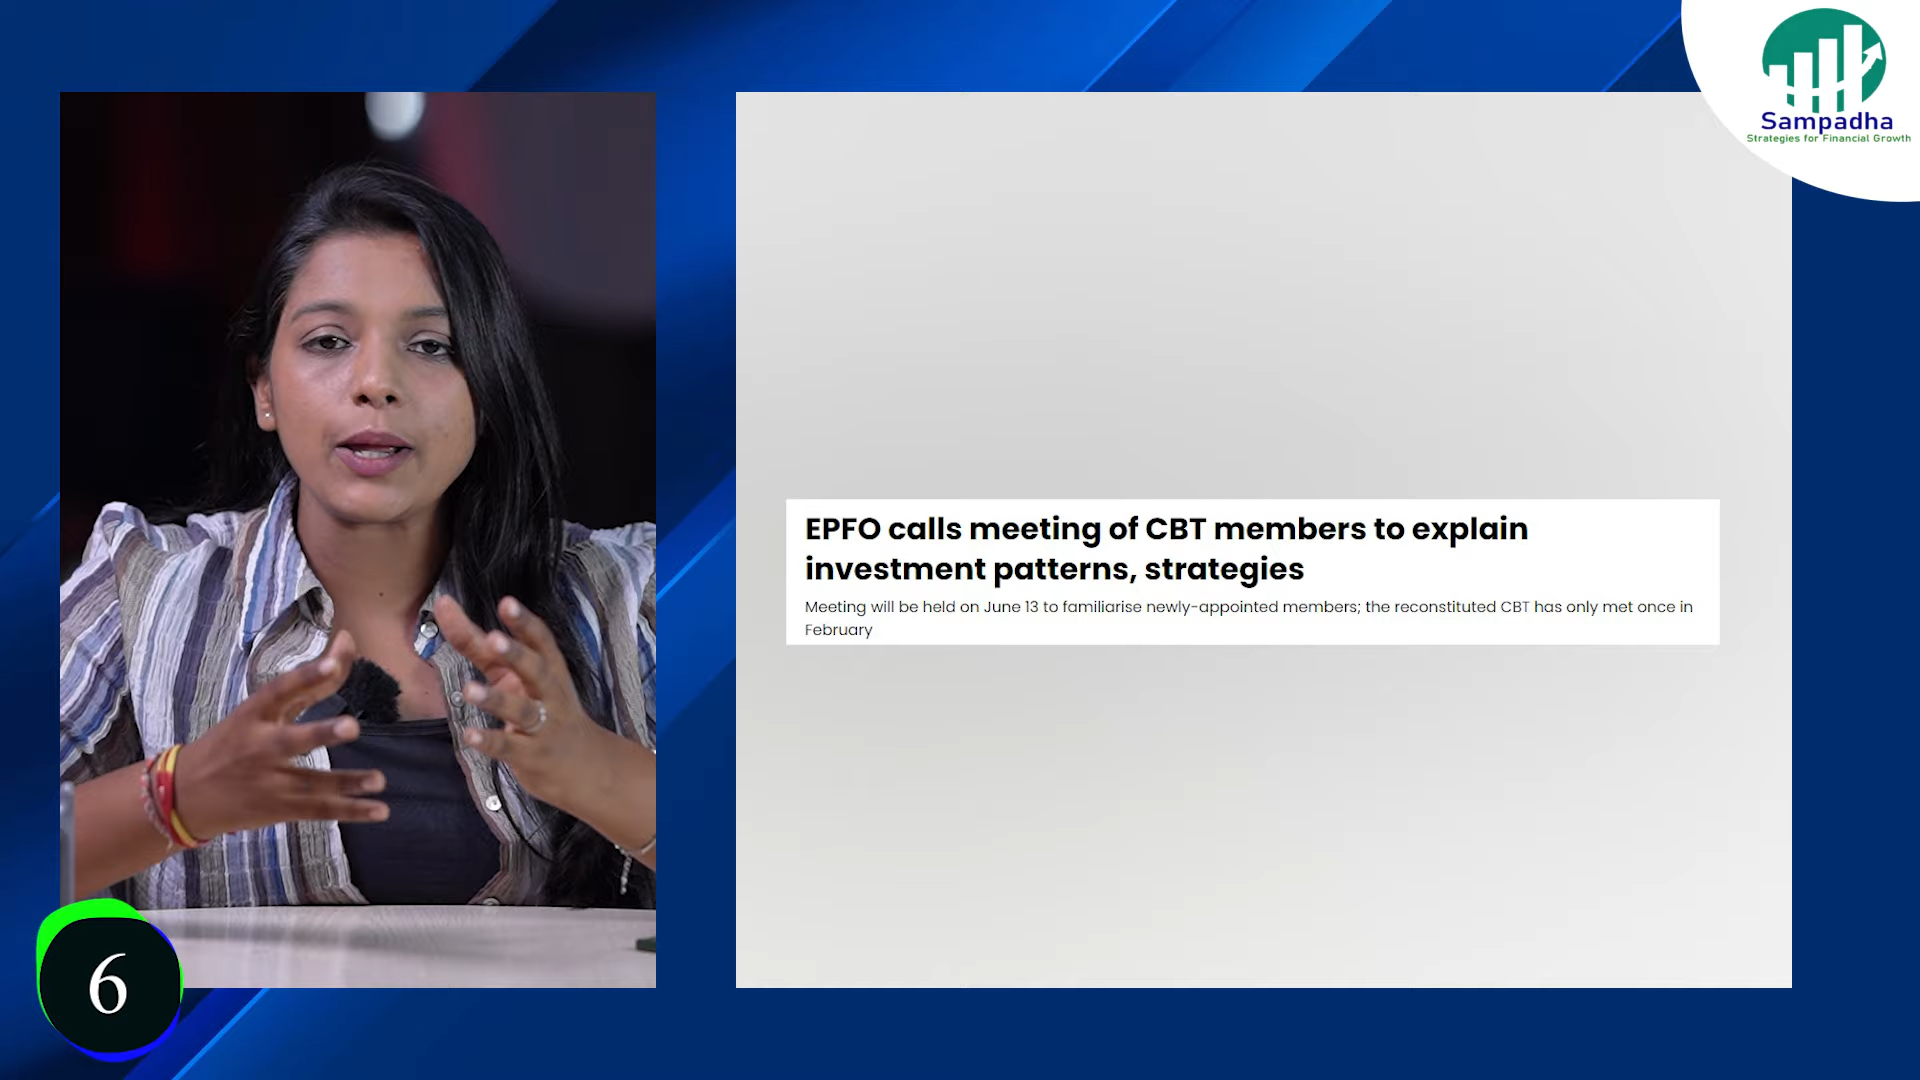 Sampadha
Strategies for Financial Growth
EPFO calls meeting of CBT members to explain
investment patterns, strategies
Meeting will be held on June 13 to familiarise newly-appointed members; the reconstituted CBT has only met once in
February
6